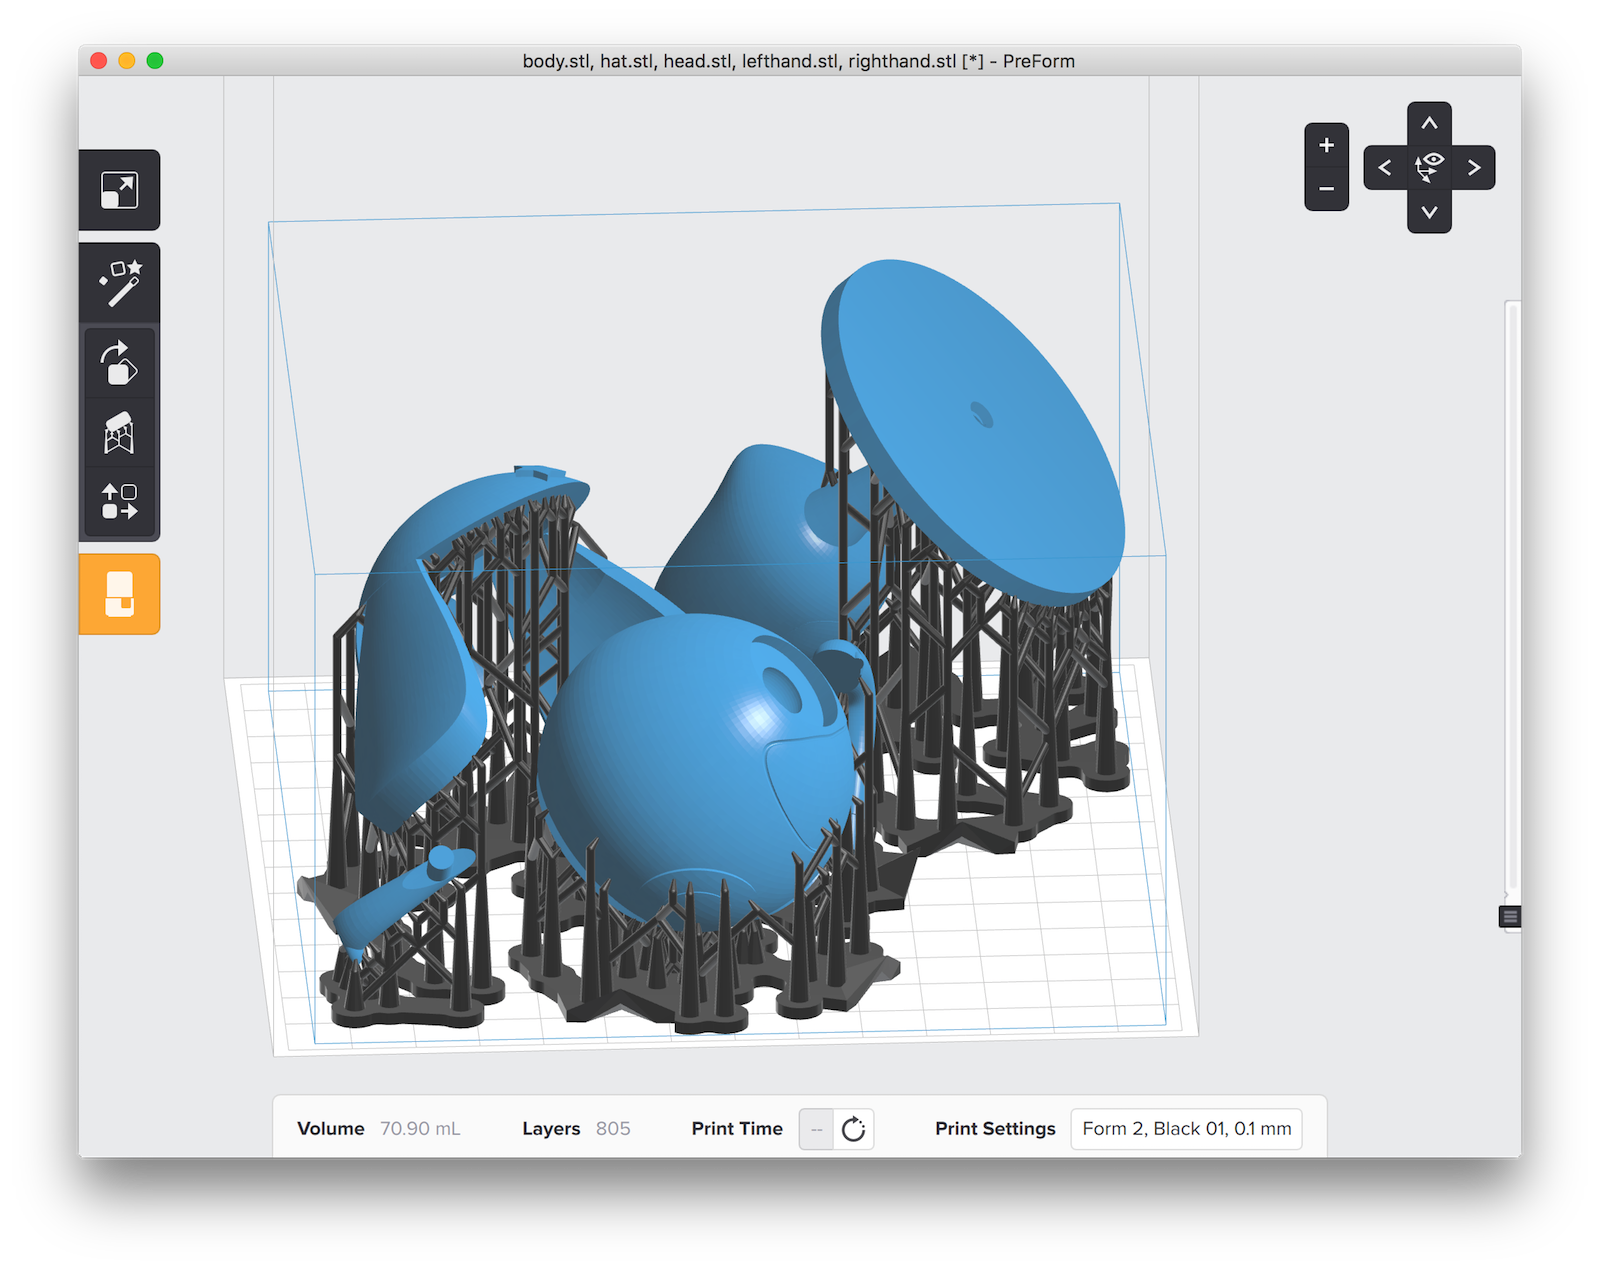 body.stl, hat.stl, head.stl, lefthand.stl, righthand.stl [*] - PreForm
Volume 70.90 mL Layers 805 Print Time -- Print Settings Form 2, Black 01, 0.1 mm